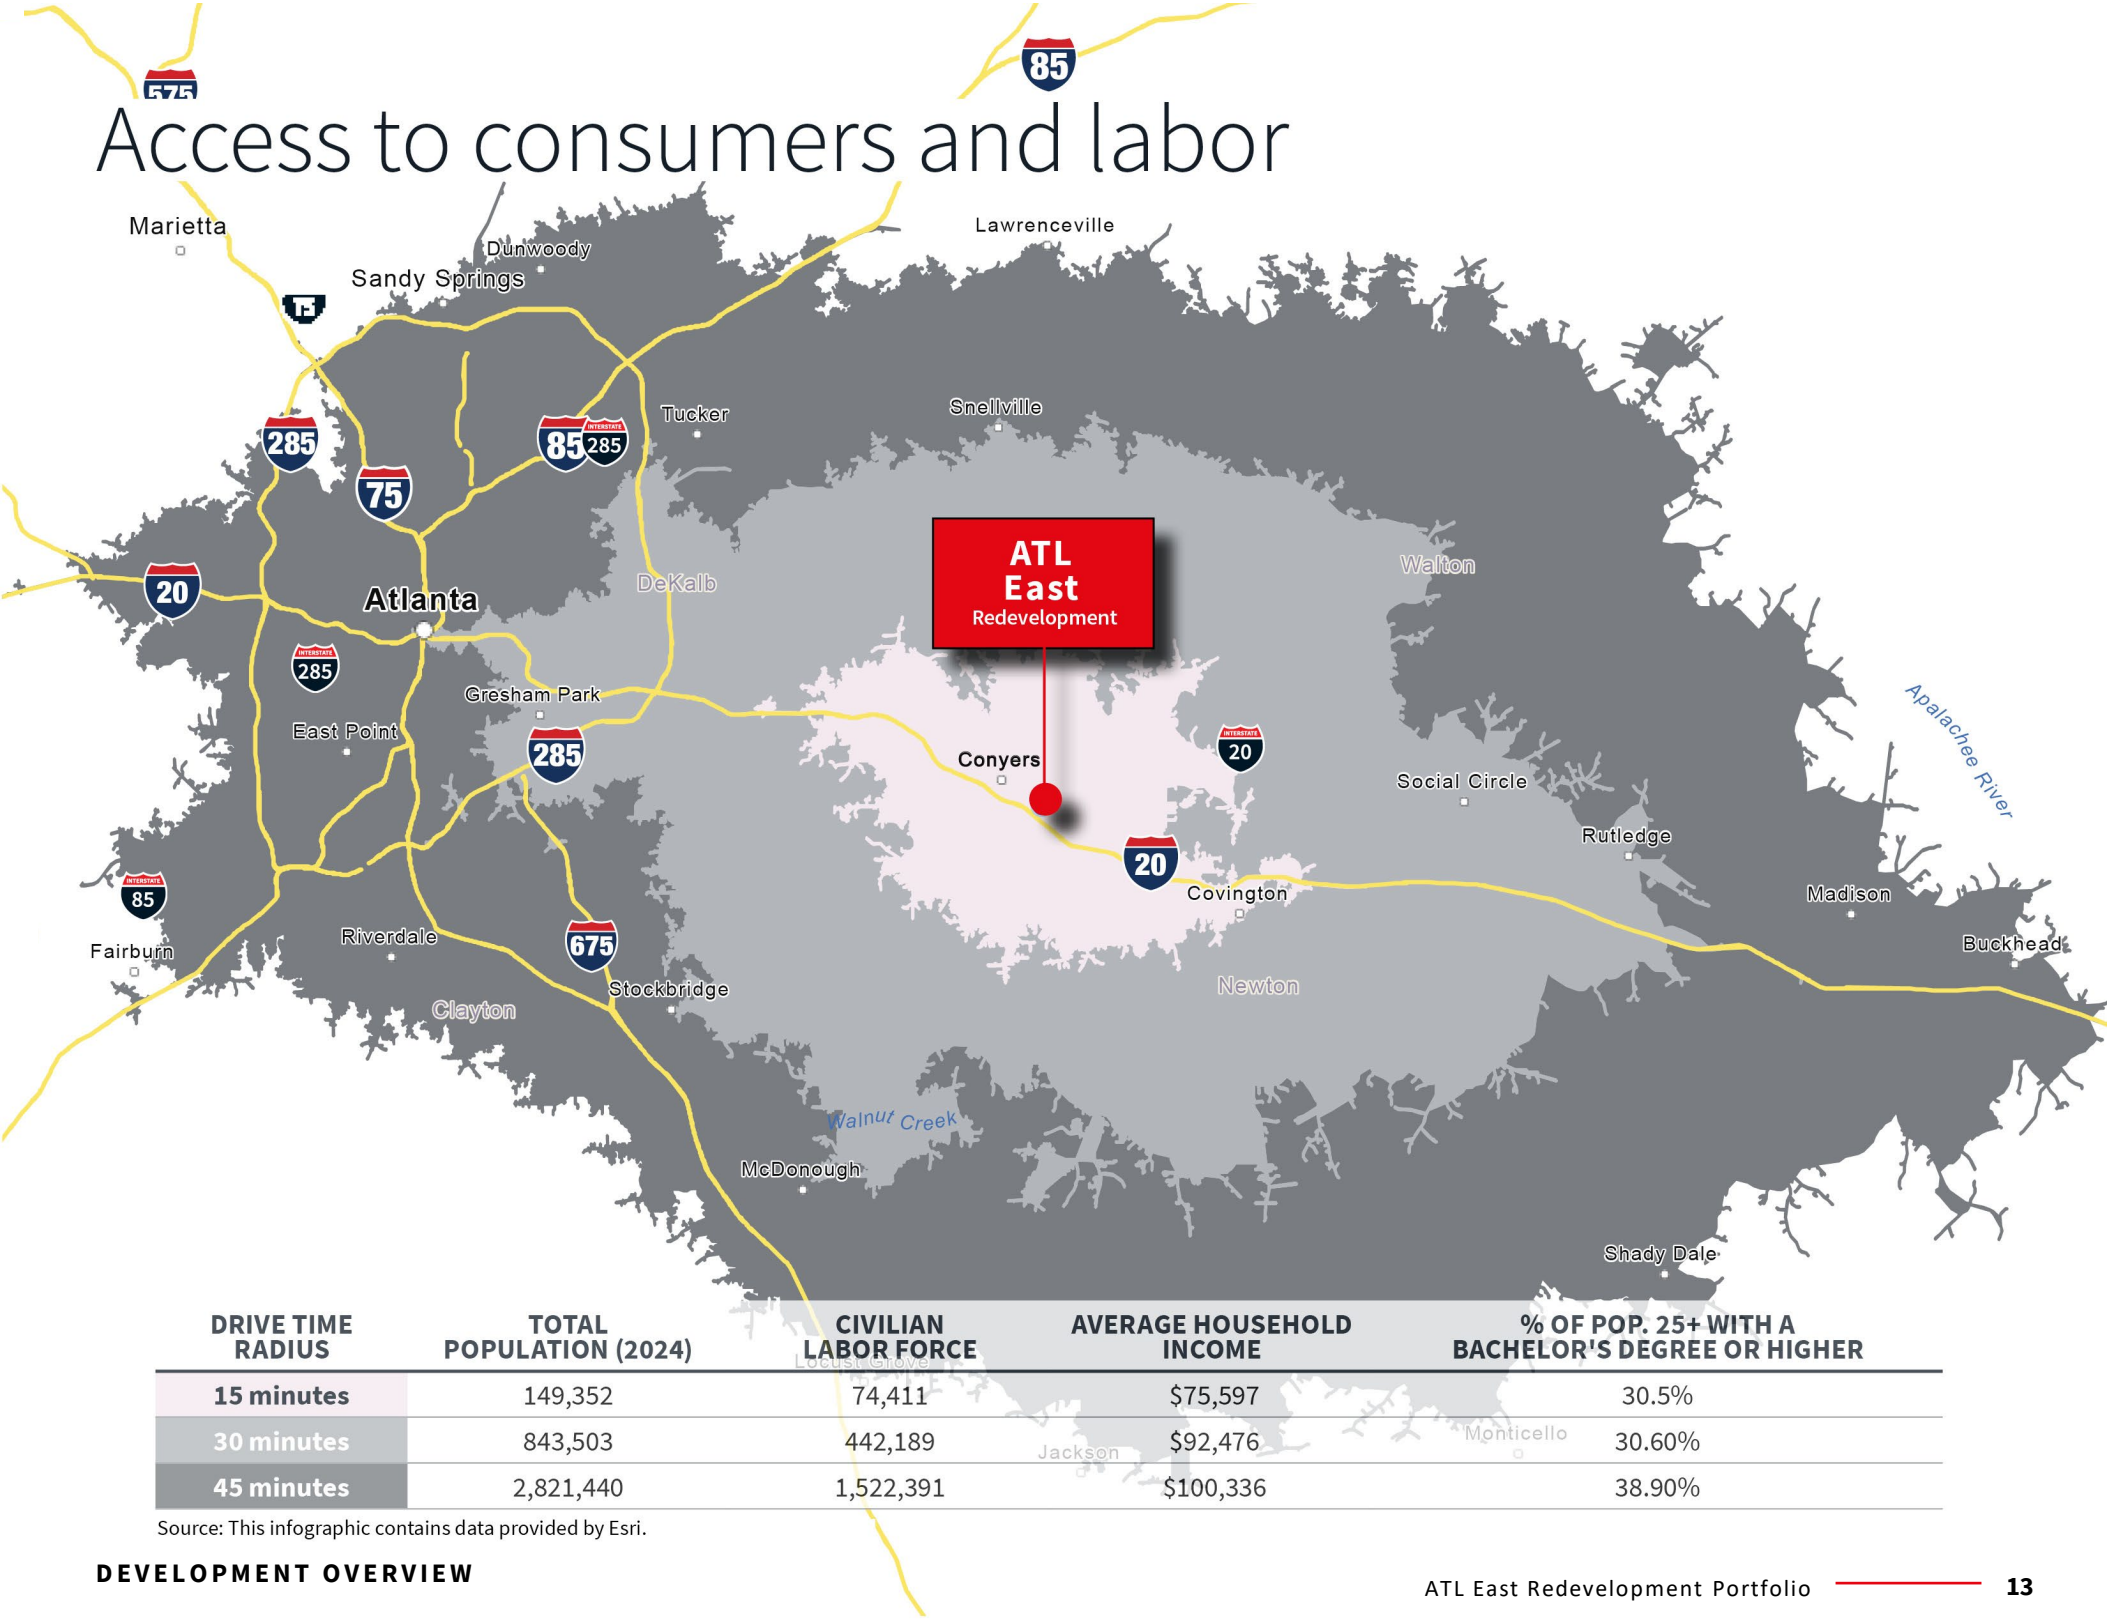 575
85
Access to consumers and labor
Marietta
Lawrenceville
Dunwoody
Sandy Springs
75
Tucker
Snellville
285
85
INTERSTATE
285
75
ATL
East
Redevelopment
Walton
DeKalb
20
Atlanta
INTERSTATE
285
Gresham Park
East Point
285
Conyers
INTERSTATE
20
Social Circle
Apalachee River
Rutledge
20
INTERSTATE
85
Covington
Madison
Fairburn
Riverdale
675
Buckhead
Stockbridge
Newton
Clayton
Walnut Creek
McDonough
Shady Dale
DRIVE TIME RADIUS	TOTAL POPULATION (2024)	CIVILIAN LABOR FORCE	AVERAGE HOUSEHOLD INCOME	% OF POP. 25+ WITH A BACHELOR'S DEGREE OR HIGHER
Locust Grove
15 minutes	149,352	74,411	$75,597	30.5%
Monticello
30 minutes	843,503	442,189	$92,476	30.60%
Jackson
45 minutes	2,821,440	1,522,391	$100,336	38.90%
Source: This infographic contains data provided by Esri.
DEVELOPMENT OVERVIEW
ATL East Redevelopment Portfolio
13